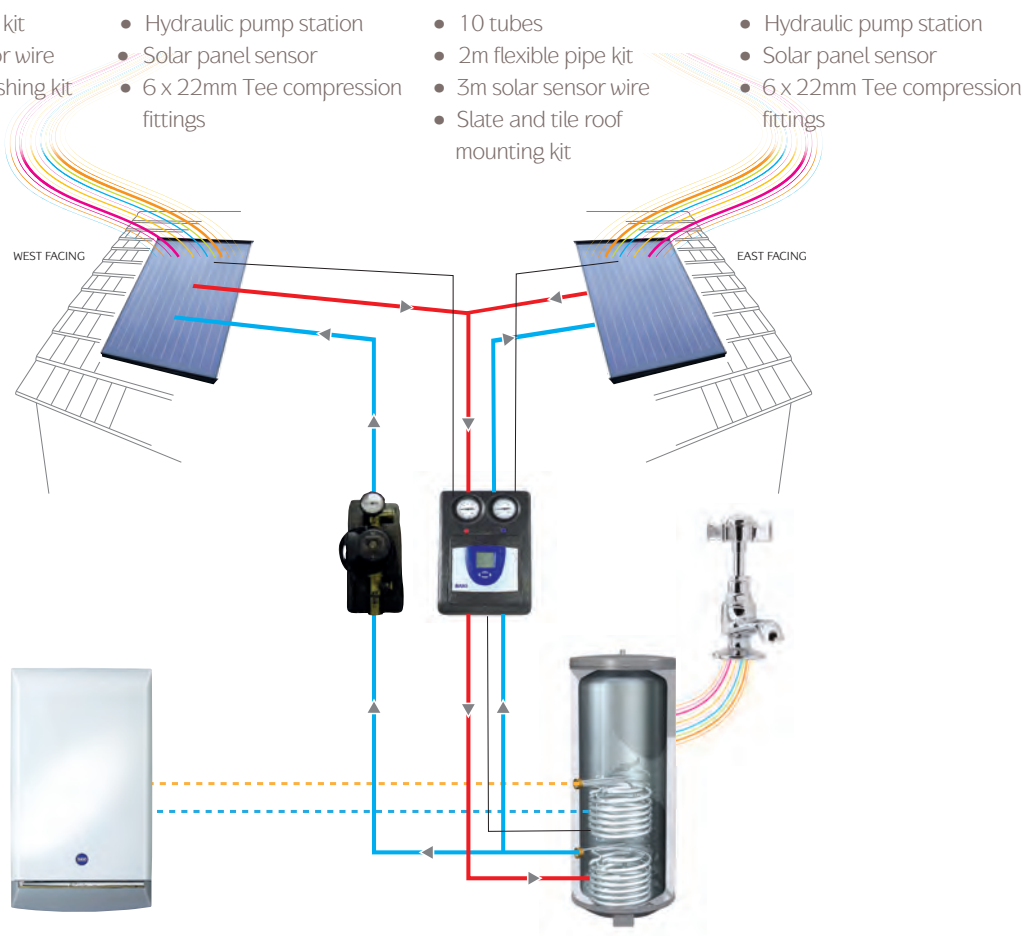 kit
wire
kit
• Hydraulic pump station
• Solar panel sensor
• 6 x 22mm Tee compression
fittings
• 10 tubes
• 2m flexible pipe kit
• 3m solar sensor wire
• Slate and tile roof
mounting kit
• Hydraulic pump station
• Solar panel sensor
• 6 x 22mm Tee compression
fittings
WEST FACING
EAST FACING